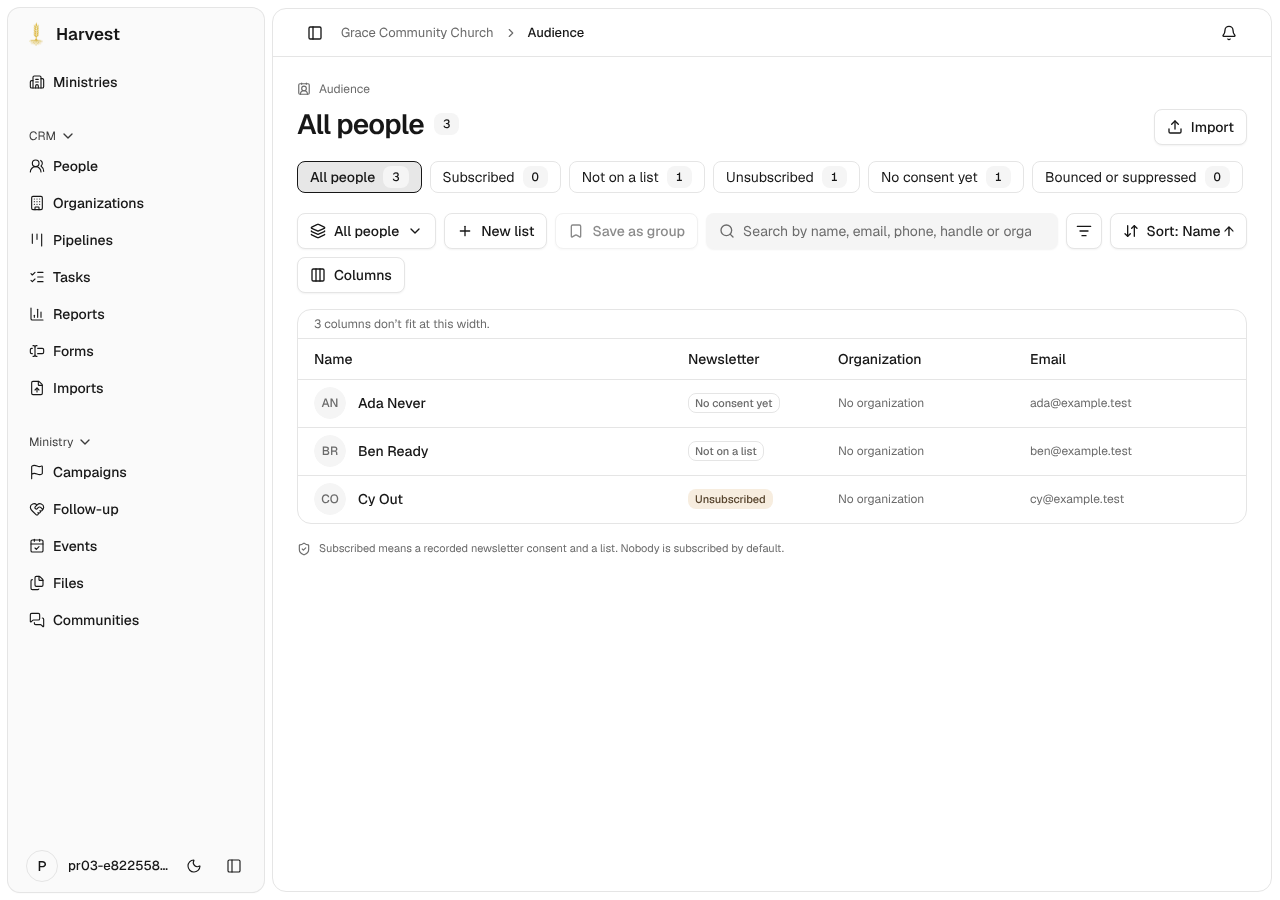 Harvest
Ministries
CRM
People
Organizations
Pipelines
Tasks
Reports
Forms
Imports
Ministry
Campaigns
Follow-up
Events
Files
Communities
P pr03-e822558...
Grace Community Church > Audience
Audience
All people 3
Import
All people 3 Subscribed 0 Not on a list 1 Unsubscribed 1 No consent yet 1 Bounced or suppressed 0
All people New list Save as group Search by name, email, phone, handle or orga Sort: Name ↑
Columns
3 columns don't fit at this width.
Name Newsletter Organization Email
AN Ada Never No consent yet No organization ada@example.test
BR Ben Ready Not on a list No organization ben@example.test
CO Cy Out Unsubscribed No organization cy@example.test
Subscribed means a recorded newsletter consent and a list. Nobody is subscribed by default.